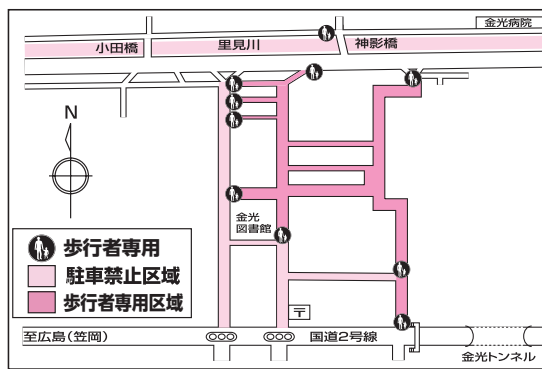 金光病院
小田橋
里見川
神影橋
N
金光
図書館
歩行者専用
駐車禁止区域
歩行者専用区域
〒
至広島(笠岡)
国道2号線
金光トンネル